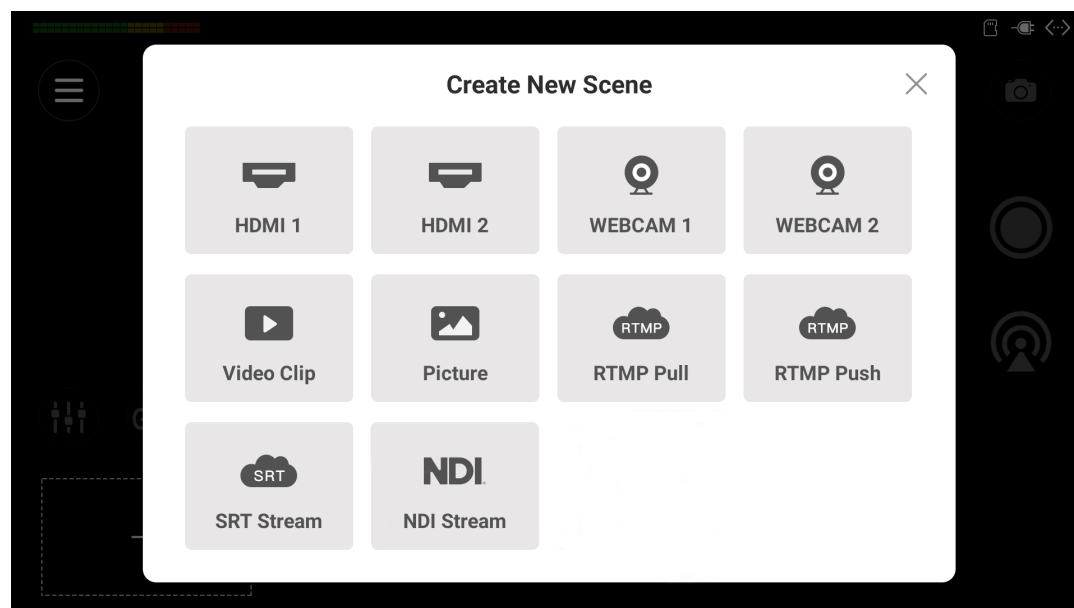 Create New Scene
HDMI 1
HDMI 2
WEBCAM 1
WEBCAM 2
RTMP
RTMP
Video Clip
Picture
RTMP Pull
RTMP Push
SRT
NDI
SRT Stream
NDI Stream